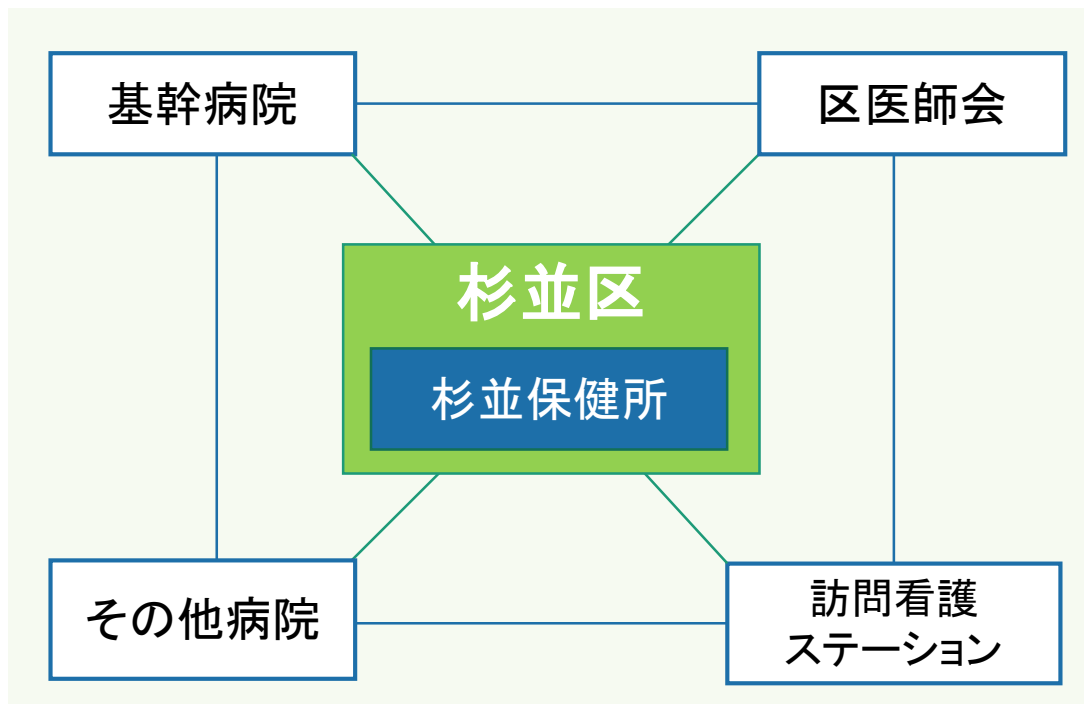 基幹病院
区医師会
杉並区
杉並保健所
その他病院
訪問看護
ステーション